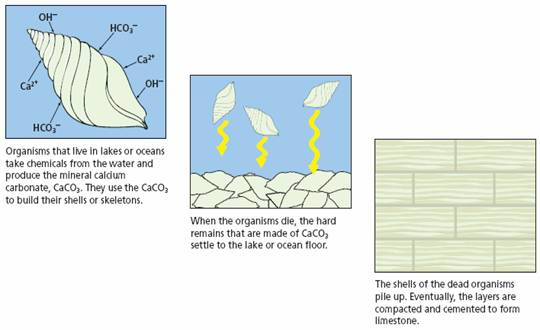 OH⁻
HCO₃⁻
Ca²⁺
Ca²⁺
OH⁻
HCO₃⁻
Organisms that live in lakes or oceans
take chemicals from the water and
produce the mineral calcium
carbonate, CaCO₃. They use the CaCO₃
to build their shells or skeletons.
When the organisms die, the hard
remains that are made of CaCO₃
settle to the lake or ocean floor.
The shells of the dead organisms
pile up. Eventually, the layers are
compacted and cemented to form
limestone.